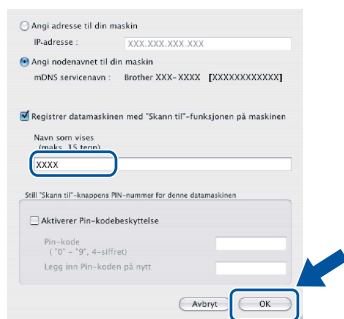 Angi adresse til din maskin
IP-adresse : XXX.XXX.XXX.XXX
Angi nodenavnet til din maskin
mDNS servicenavn : Brother XXX-XXXX [XXXXXXXXXXXX]
Registrer datamaskinen med "Skann til"-funksjonen på maskinen
Navn som vises
(maks. 15 tegn)
XXXX
Still "Skann til"-knappens PIN-nummer for denne datamaskinen
Aktiverer Pin-kodebeskyttelse
Pin-kode
( "0" - "9", 4-siffret)
Legg inn Pin-koden på nytt
Avbryt OK